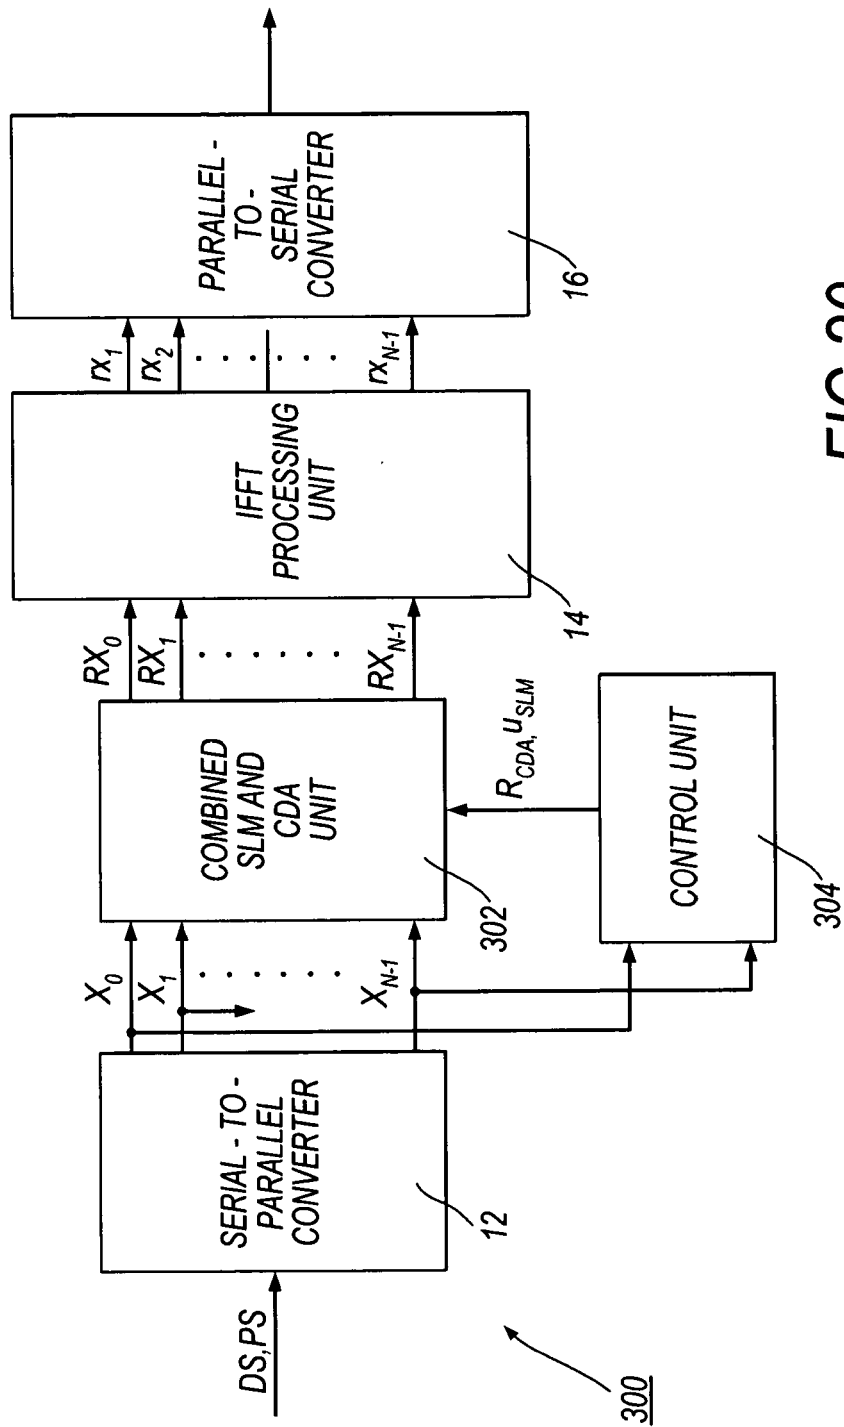 DS,PS
SERIAL - TO -
PARALLEL
CONVERTER
12
X0
X1
. . . . . .
XN-1
COMBINED
SLM AND
CDA
UNIT
302
RCDA,uSLM
CONTROL UNIT
304
RX0
RX1
. . . . . .
RXN-1
IFFT
PROCESSING
UNIT
14
rx1
rx2
. . . . . .
rxN-1
PARALLEL -
TO -
SERIAL
CONVERTER
16
300